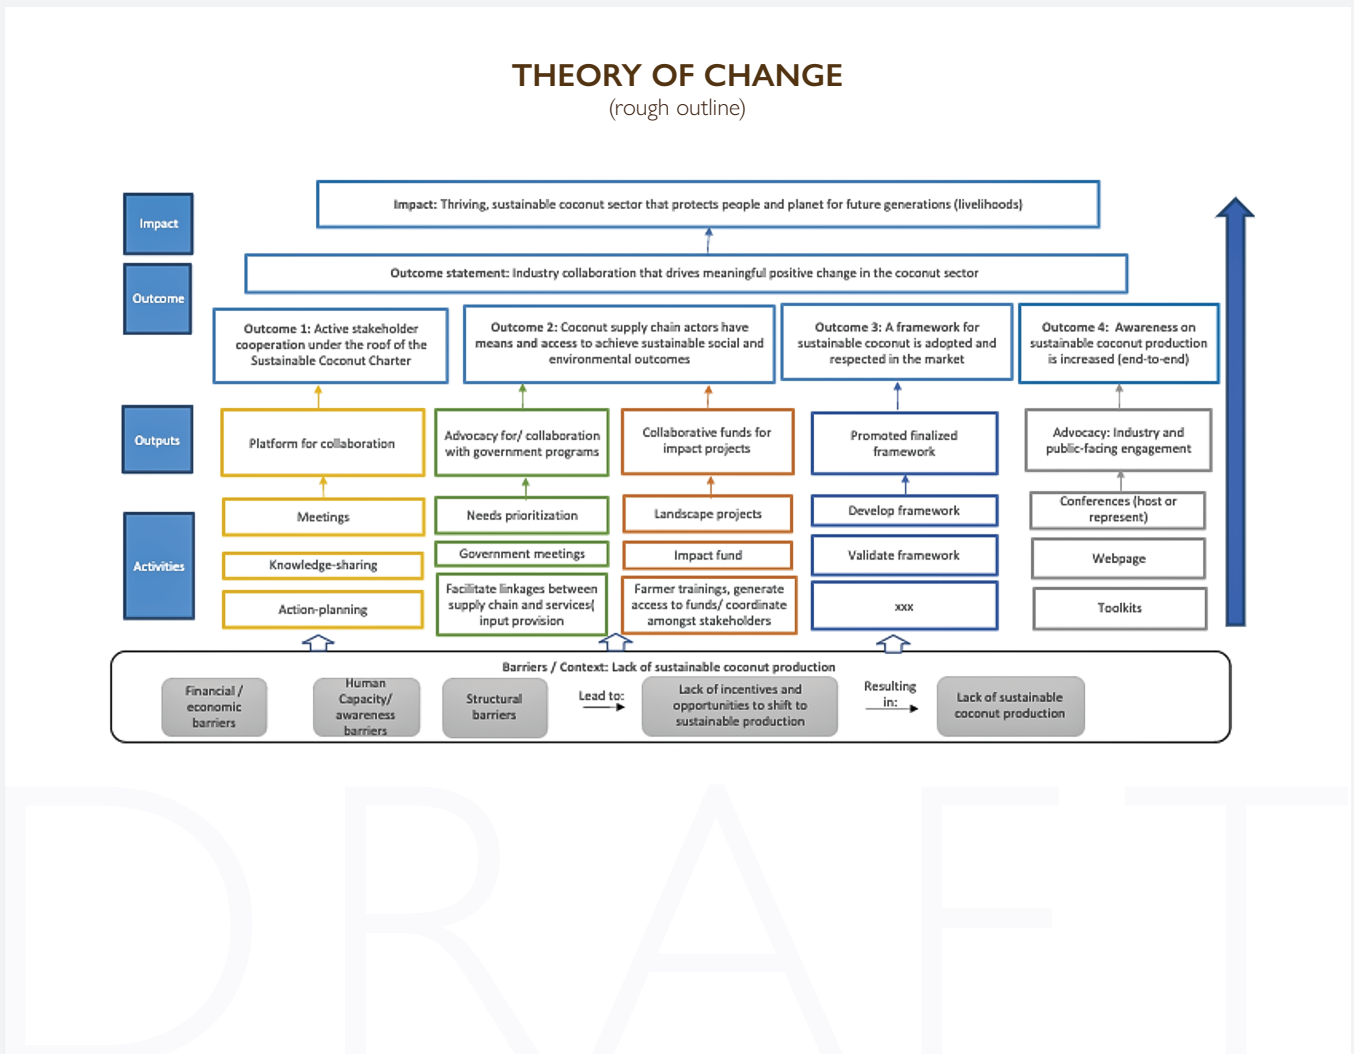 THEORY OF CHANGE
(rough outline)
Impact
Impact: Thriving, sustainable coconut sector that protects people and planet for future generations (livelihoods)
Outcome
Outcome statement: Industry collaboration that drives meaningful positive change in the coconut sector
Outcome 1: Active stakeholder
cooperation under the roof of the
Sustainable Coconut Charter
Outcome 2: Coconut supply chain actors have
means and access to achieve sustainable social and
environmental outcomes
Outcome 3: A framework for
sustainable coconut is adopted and
respected in the market
Outcome 4: Awareness on
sustainable coconut production
is increased (end-to-end)
Outputs
Platform for collaboration
Advocacy for/ collaboration
with government programs
Collaborative funds for
impact projects
Promoted finalized
framework
Advocacy: Industry and
public-facing engagement
Activities
Meetings
Knowledge-sharing
Action-planning
Needs prioritization
Government meetings
Facilitate linkages between
supply chain and services(
input provision
Landscape projects
Impact fund
Farmer trainings, generate
access to funds/ coordinate
amongst stakeholders
Develop framework
Validate framework
xxx
Conferences (host or
represent)
Webpage
Toolkits
Barriers / Context: Lack of sustainable coconut production
Financial /
economic
barriers
Human
Capacity/
awareness
barriers
Structural
barriers
Lead to:
Lack of incentives and
opportunities to shift to
sustainable production
Resulting
in:
Lack of sustainable
coconut production
DRAFT